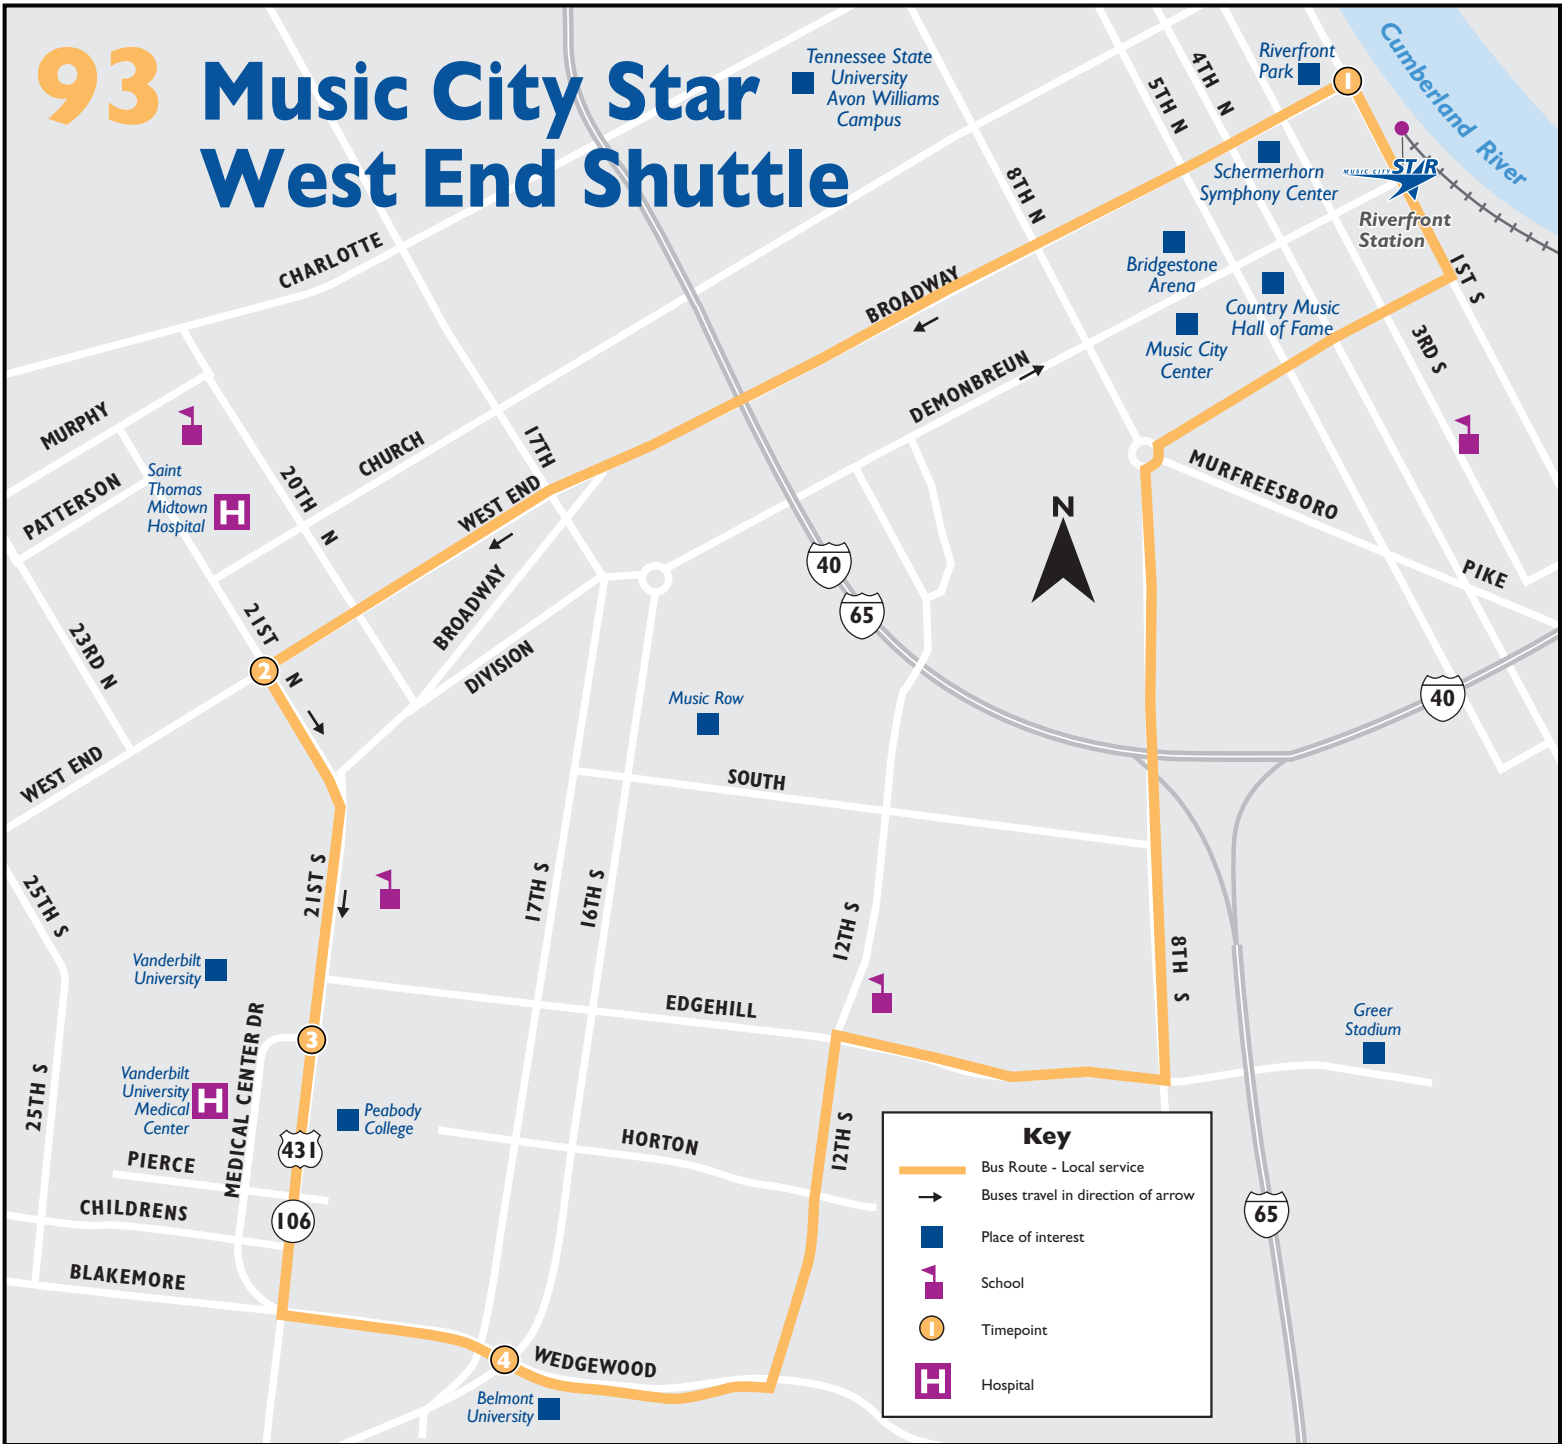 93 Music City Star
West End Shuttle
Tennessee State
University
Avon Williams
Campus
Riverfront
Park
1
Cumberland River
4TH N
5TH N
8TH N
Schermerhorn
Symphony Center
MUSIC CITY STAR
Riverfront
Station
1ST S
Bridgestone
Arena
Country Music
Hall of Fame
Music City
Center
3RD S
CHARLOTTE
BROADWAY
DEMONBREUN
MURPHY
PATTERSON
Saint
Thomas
Midtown
Hospital
H
20TH N
CHURCH
17TH
WEST END
BROADWAY
DIVISION
MURFREESBORO
PIKE
N
40
65
40
23RD N
21ST N
2
WEST END
Music Row
SOUTH
25TH S
21ST S
17TH S
16TH S
12TH S
8TH S
Vanderbilt
University
EDGEHILL
Greer
Stadium
3
MEDICAL CENTER DR
Vanderbilt
University
Medical
Center
H
25TH S
Peabody
College
431
HORTON
12TH S
PIERCE
CHILDRENS
106
65
BLAKEMORE
4
WEDGEWOOD
Belmont
University
Key
Bus Route - Local service
Buses travel in direction of arrow
Place of interest
School
1
Timepoint
H
Hospital